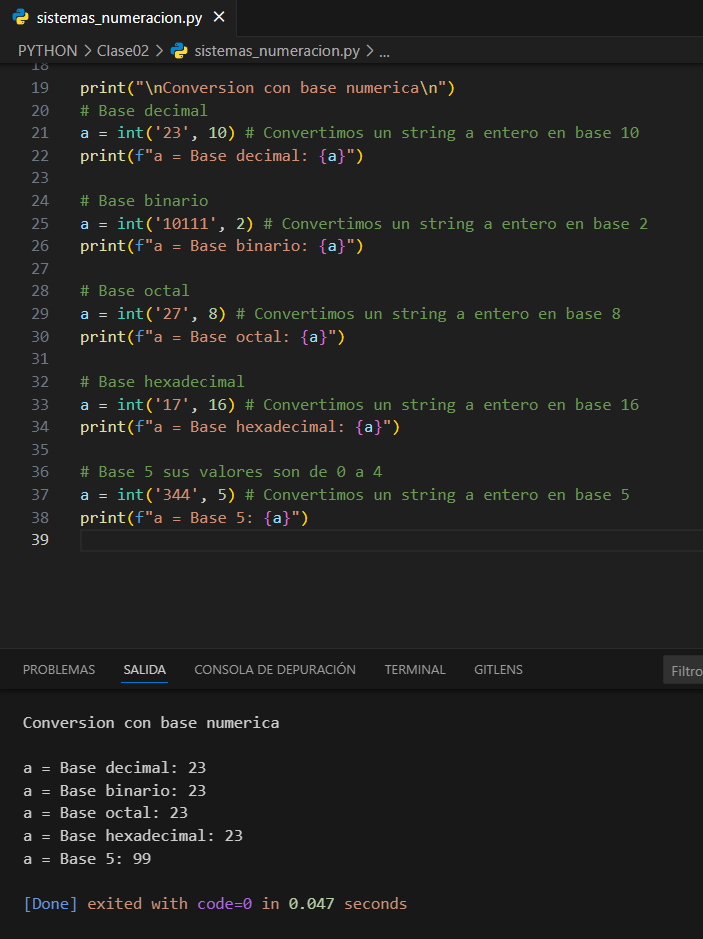 sistemas_numeracion.py ×
PYTHON > Clase02 > sistemas_numeracion.py > ...
18
19 print("\nConversion con base numerica\n")
20 # Base decimal
21 a = int('23', 10) # Convertimos un string a entero en base 10
22 print(f"a = Base decimal: {a}")
23
24 # Base binario
25 a = int('10111', 2) # Convertimos un string a entero en base 2
26 print(f"a = Base binario: {a}")
27
28 # Base octal
29 a = int('27', 8) # Convertimos un string a entero en base 8
30 print(f"a = Base octal: {a}")
31
32 # Base hexadecimal
33 a = int('17', 16) # Convertimos un string a entero en base 16
34 print(f"a = Base hexadecimal: {a}")
35
36 # Base 5 sus valores son de 0 a 4
37 a = int('344', 5) # Convertimos un string a entero en base 5
38 print(f"a = Base 5: {a}")
39
PROBLEMAS SALIDA CONSOLA DE DEPURACIÓN TERMINAL GITLENS Filtro
Conversion con base numerica
a = Base decimal: 23
a = Base binario: 23
a = Base octal: 23
a = Base hexadecimal: 23
a = Base 5: 99
[Done] exited with code=0 in 0.047 seconds